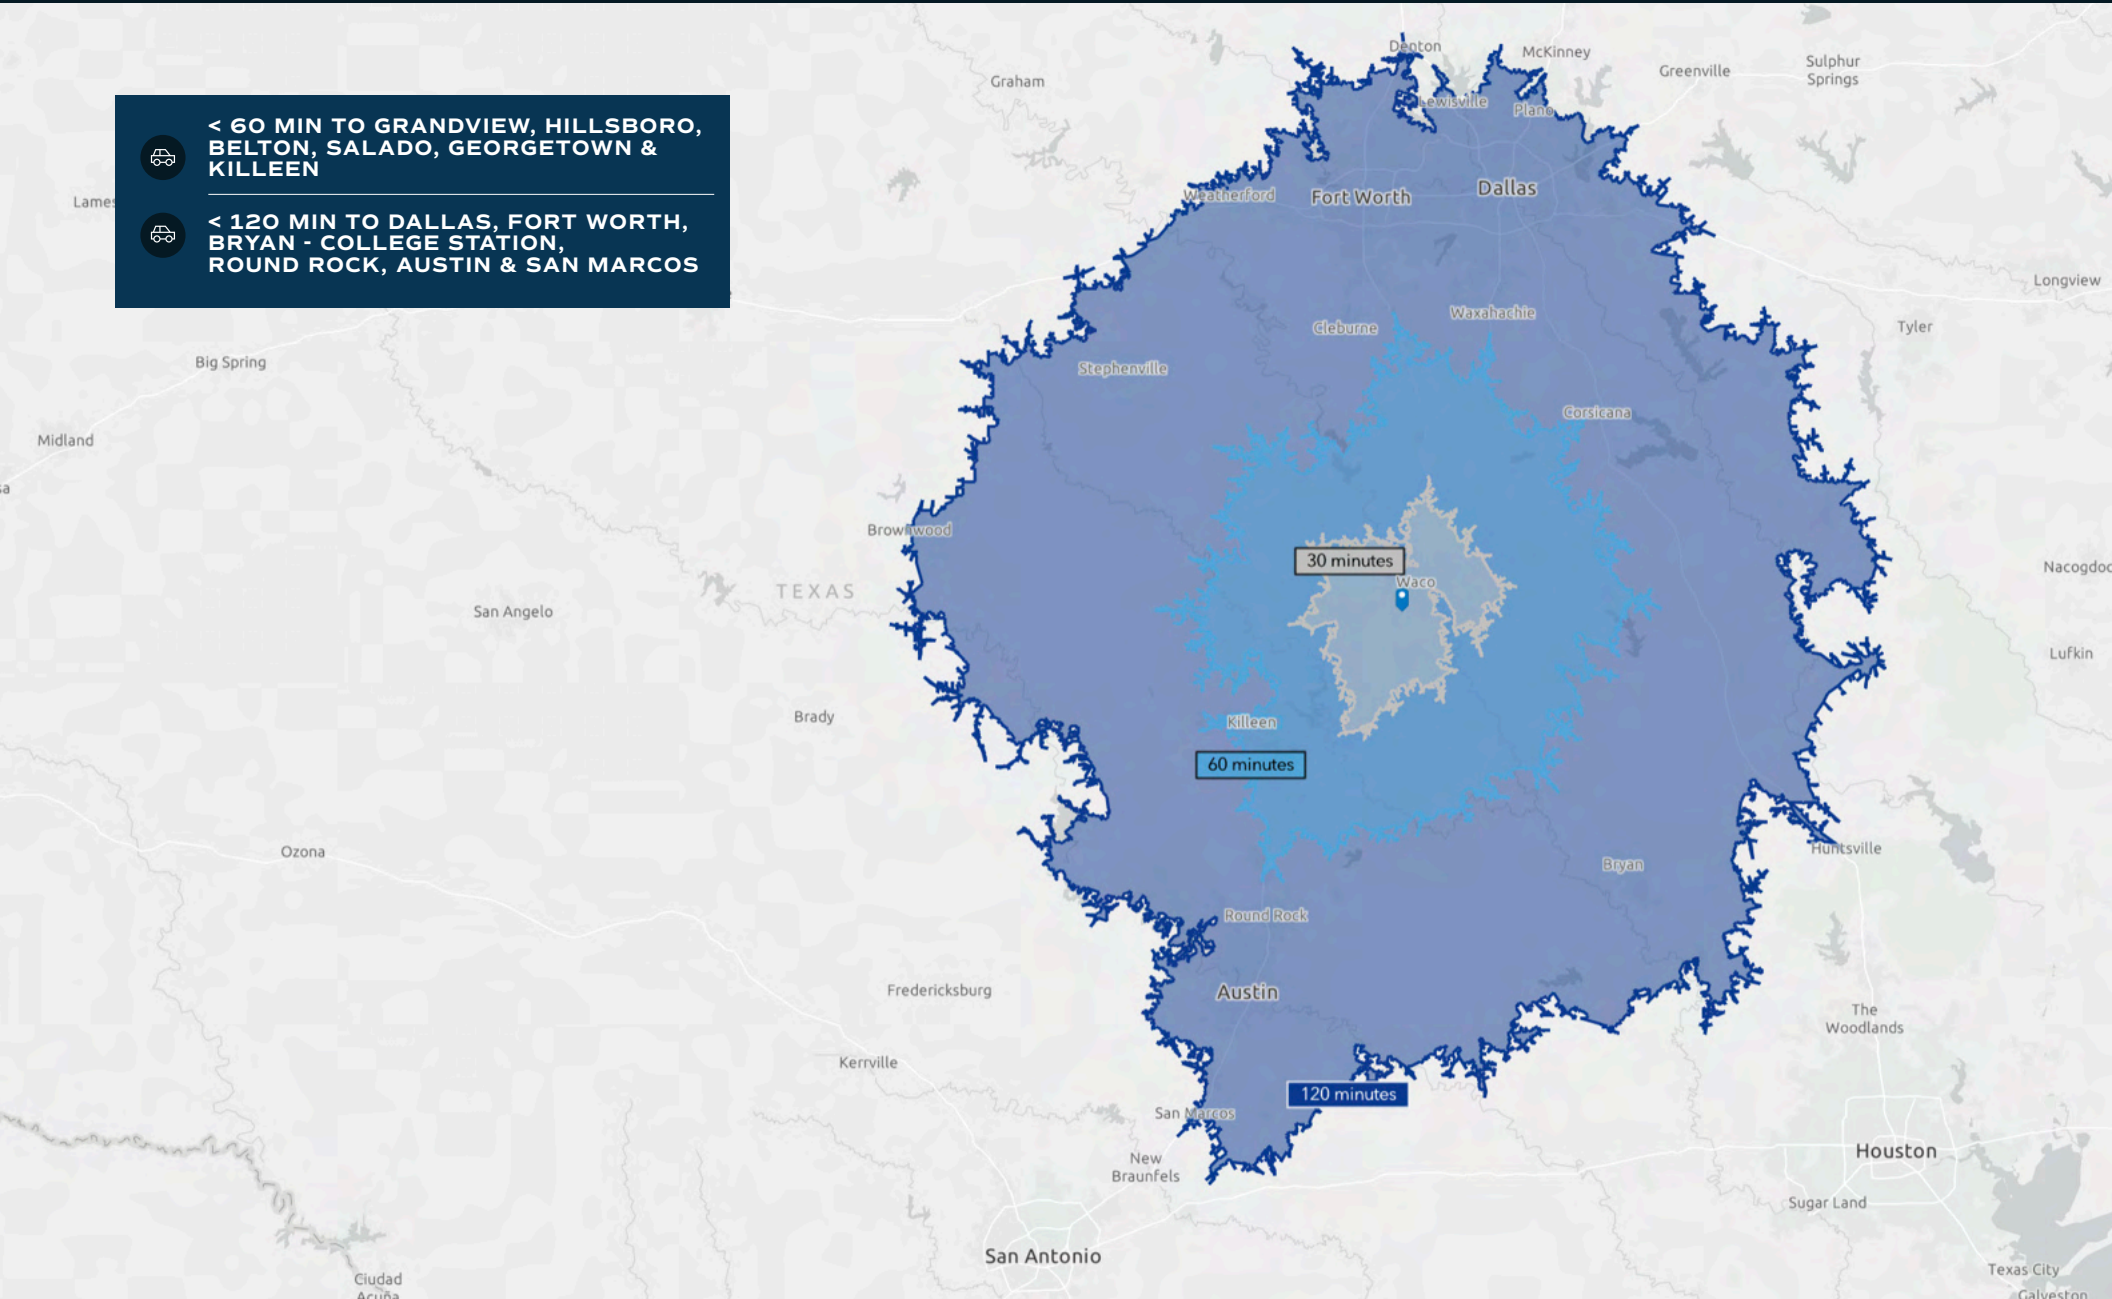 < 60 MIN TO GRANDVIEW, HILLSBORO,
BELTON, SALADO, GEORGETOWN &
KILLEEN
< 120 MIN TO DALLAS, FORT WORTH,
BRYAN - COLLEGE STATION,
ROUND ROCK, AUSTIN & SAN MARCOS
Denton
McKinney
Graham
Greenville
Sulphur
Springs
Lewisville
Plano
Weatherford
Fort Worth
Dallas
Longview
Cleburne
Waxahachie
Tyler
Big Spring
Stephenville
Corsicana
Midland
Brownwood
30 minutes
Waco
TEXAS
San Angelo
Lufkin
Brady
Killeen
60 minutes
Ozona
Huntsville
Bryan
Round Rock
Fredericksburg
Austin
The
Woodlands
Kerrville
120 minutes
San Marcos
New
Braunfels
Houston
Sugar Land
San Antonio
Texas City
Ciudad
Acuña
Galveston